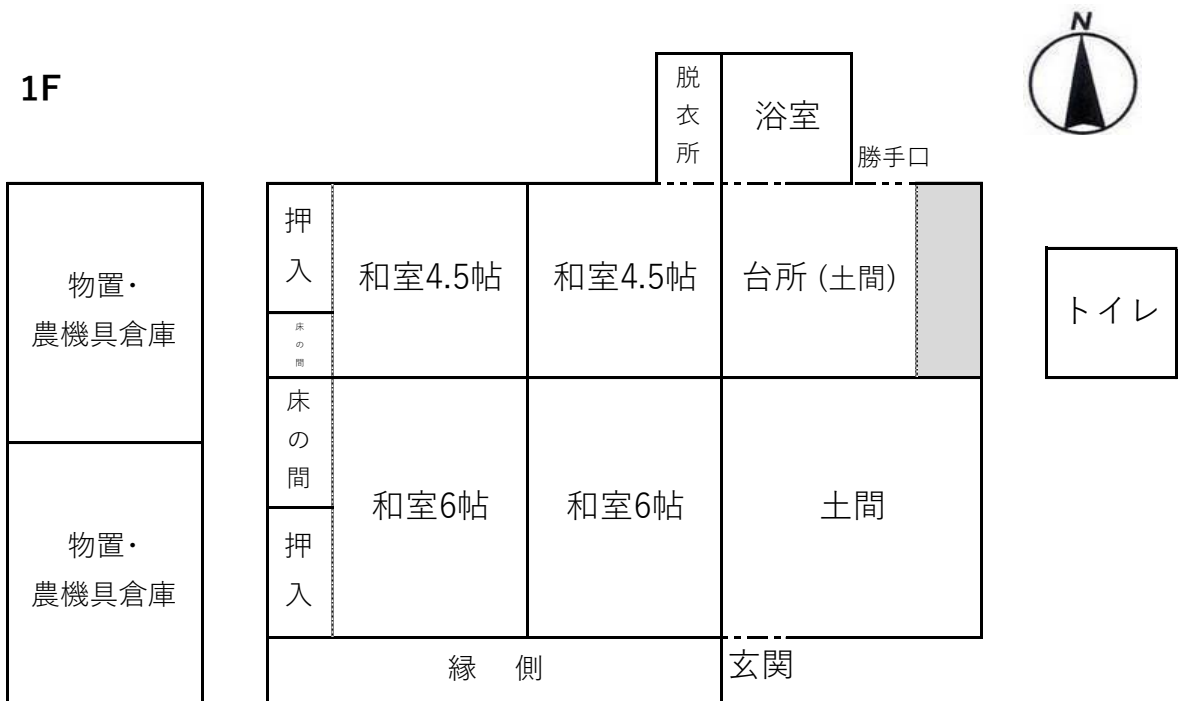 N
1F
脱
衣
所
浴室
勝手口
押
入
和室4.5帖
和室4.5帖
台所 (土間)
物置・
農機具倉庫
トイレ
床
の
間
床
の
間
和室6帖
和室6帖
土間
押
入
物置・
農機具倉庫
縁 側
玄関